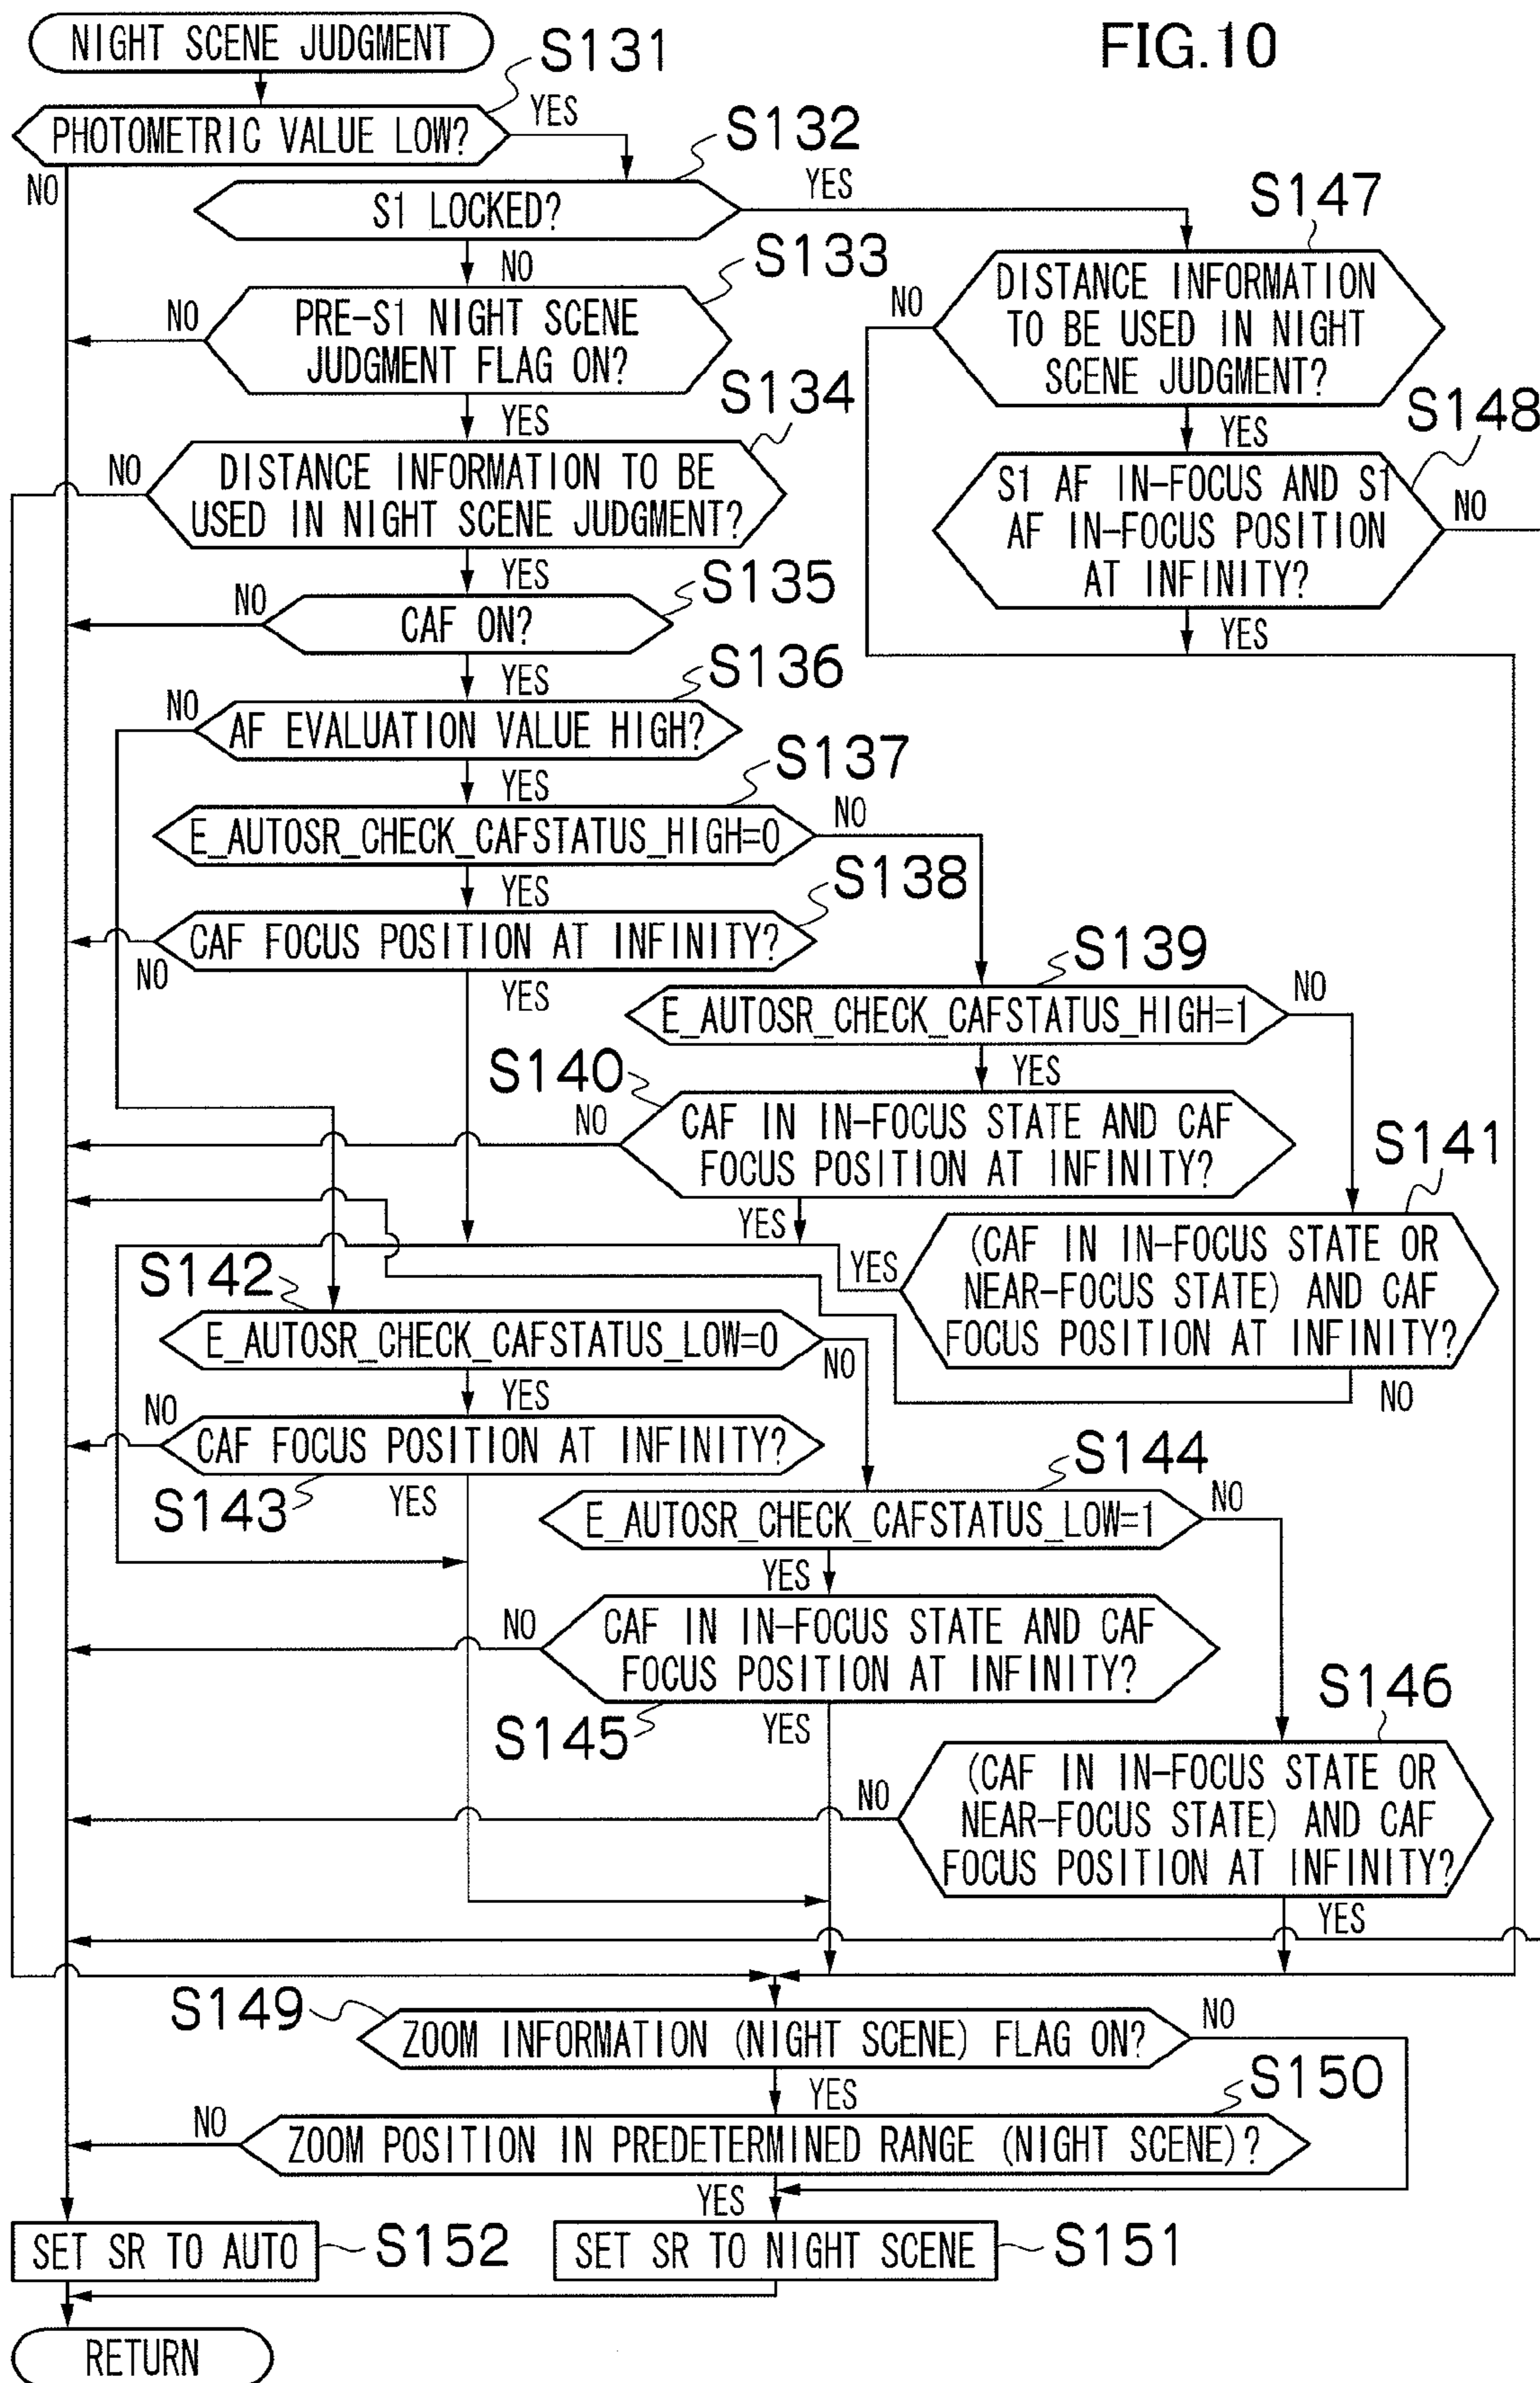 FIG.10
NIGHT SCENE JUDGMENT
S131
PHOTOMETRIC VALUE LOW?
YES
NO
S132
S1 LOCKED?
YES
NO
S133
PRE-S1 NIGHT SCENE
JUDGMENT FLAG ON?
NO
YES
S134
DISTANCE INFORMATION TO BE
USED IN NIGHT SCENE JUDGMENT?
NO
YES
S135
CAF ON?
NO
YES
S136
AF EVALUATION VALUE HIGH?
NO
YES
S137
E_AUTOSR_CHECK_CAFSTATUS_HIGH=0
NO
YES
S138
CAF FOCUS POSITION AT INFINITY?
NO
YES
S139
E_AUTOSR_CHECK_CAFSTATUS_HIGH=1
NO
YES
S140
CAF IN IN-FOCUS STATE AND CAF
FOCUS POSITION AT INFINITY?
NO
YES
S141
(CAF IN IN-FOCUS STATE OR
NEAR-FOCUS STATE) AND CAF
FOCUS POSITION AT INFINITY?
YES
NO
S142
E_AUTOSR_CHECK_CAFSTATUS_LOW=0
NO
YES
S143
CAF FOCUS POSITION AT INFINITY?
NO
YES
S144
E_AUTOSR_CHECK_CAFSTATUS_LOW=1
NO
YES
S145
CAF IN IN-FOCUS STATE AND CAF
FOCUS POSITION AT INFINITY?
NO
YES
S146
(CAF IN IN-FOCUS STATE OR
NEAR-FOCUS STATE) AND CAF
FOCUS POSITION AT INFINITY?
NO
YES
S147
DISTANCE INFORMATION
TO BE USED IN NIGHT
SCENE JUDGMENT?
NO
YES
S148
S1 AF IN-FOCUS AND S1
AF IN-FOCUS POSITION
AT INFINITY?
NO
YES
S149
ZOOM INFORMATION (NIGHT SCENE) FLAG ON?
NO
YES
S150
ZOOM POSITION IN PREDETERMINED RANGE (NIGHT SCENE)?
NO
YES
SET SR TO AUTO
S152
SET SR TO NIGHT SCENE
S151
RETURN